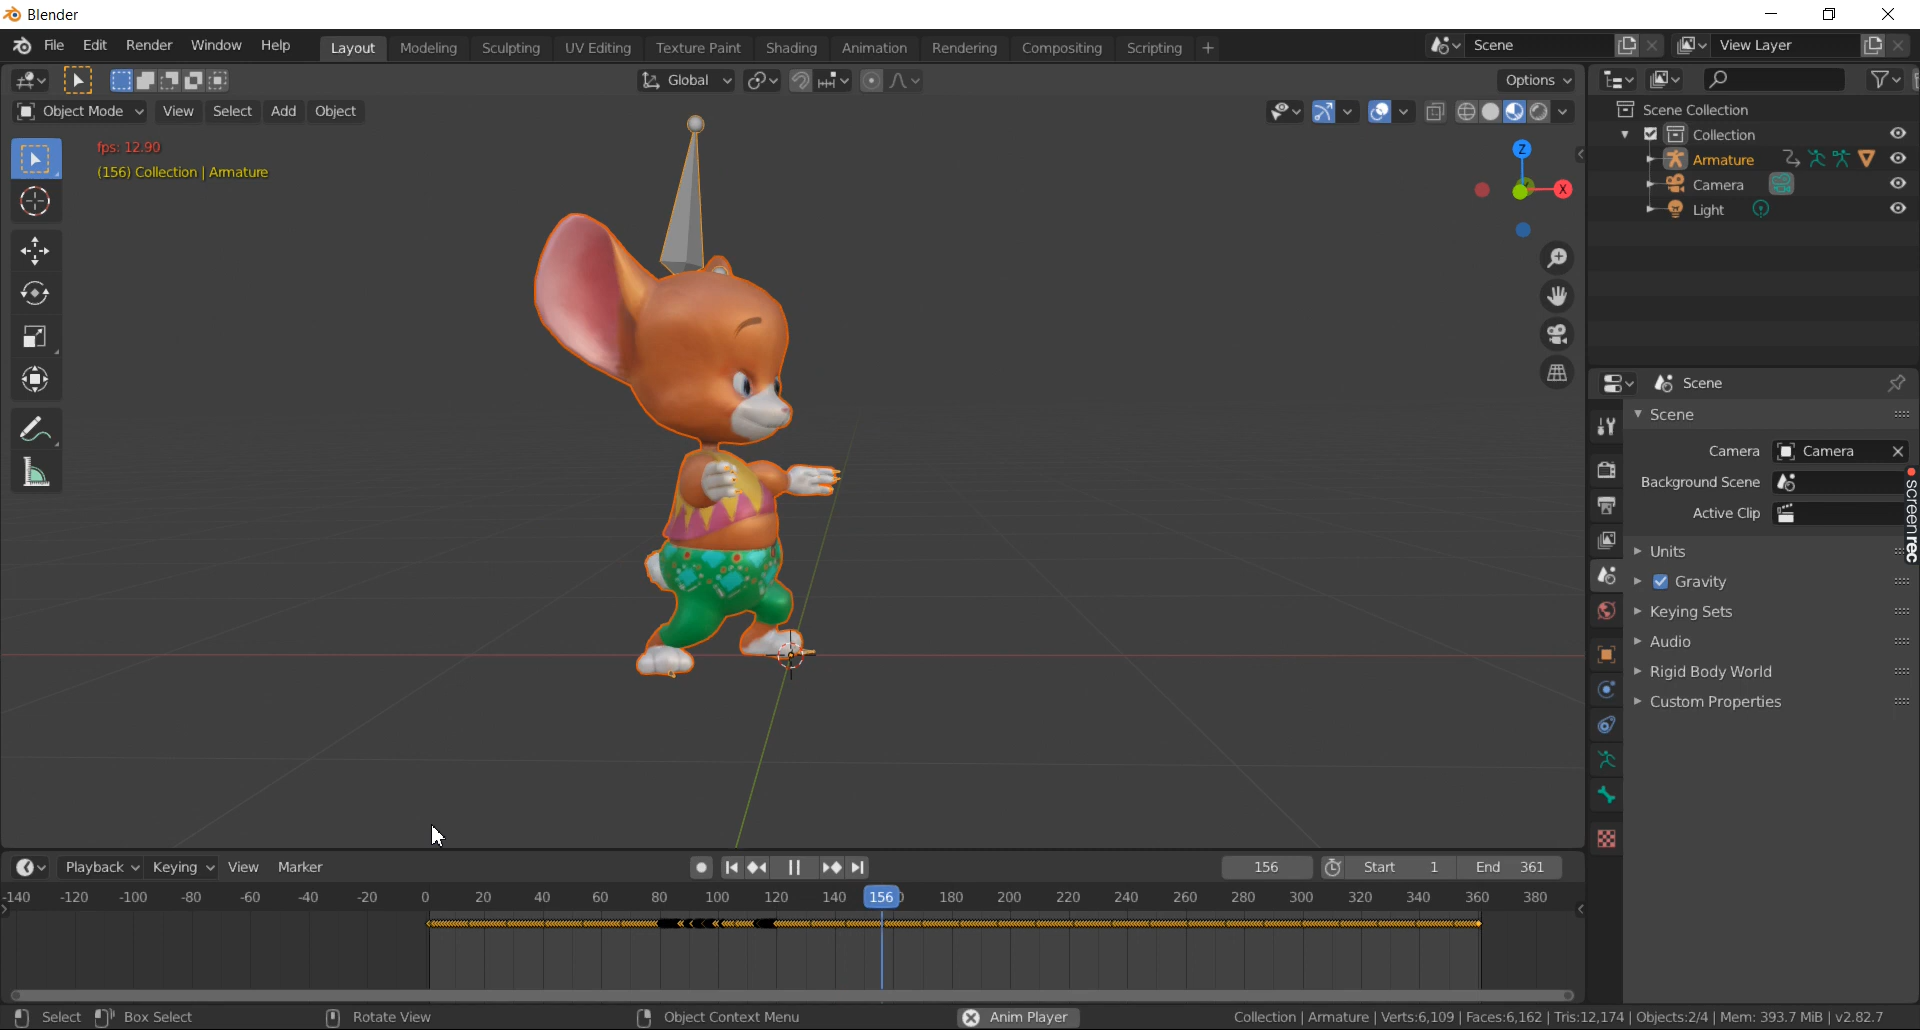 Blender
File Edit Render Window Help Layout Modeling Sculpting UV Editing Texture Paint Shading Animation Rendering Compositing Scripting + Scene View Layer
Global Options
Object Mode View Select Add Object
fps: 12.90
(156) Collection | Armature
Z
X
Scene Collection
Collection
Armature
Camera
Light
Scene
Scene
Camera Camera
Background Scene
Active Clip
Units
Gravity
Keying Sets
Audio
Rigid Body World
Custom Properties
screenrec
Playback Keying View Marker 156 Start 1 End 361
-140 -120 -100 -80 -60 -40 -20 0 20 40 60 80 100 120 140 156 180 200 220 240 260 280 300 320 340 360 380
Select Box Select Rotate View Object Context Menu Anim Player Collection | Armature | Verts:6,109 | Faces:6,162 | Tris:12,174 | Objects:2/4 | Mem: 393.7 MiB | v2.82.7